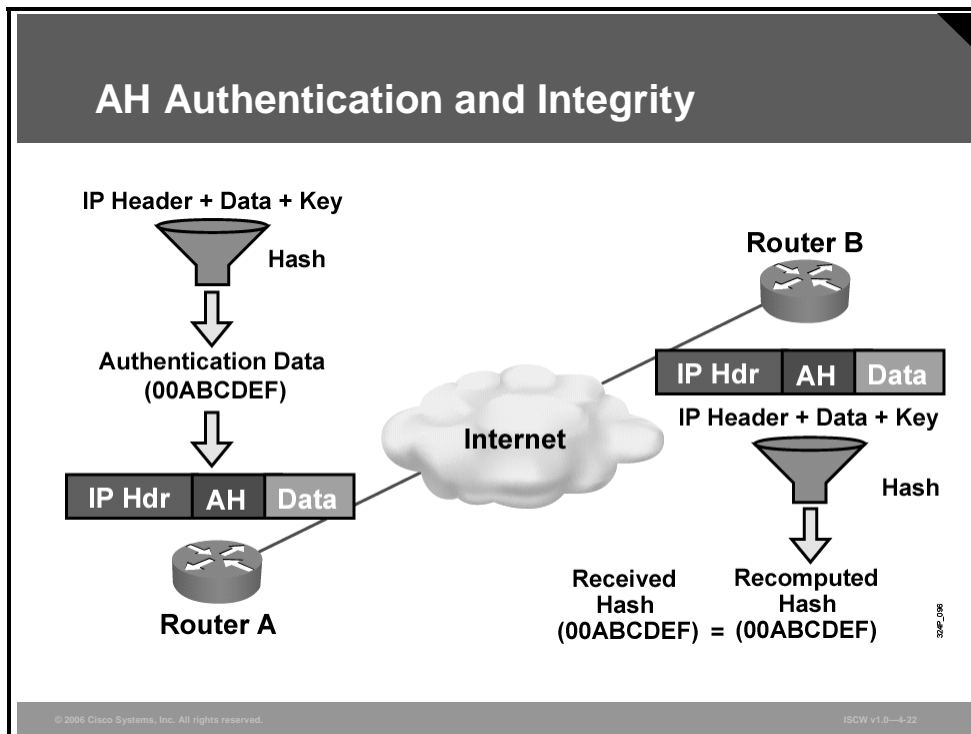 AH Authentication and Integrity
IP Header + Data + Key
Hash
Authentication Data
(00ABCDEF)
IP Hdr AH Data
Router A
Internet
Router B
IP Hdr AH Data
IP Header + Data + Key
Hash
Received
Hash
(00ABCDEF)
=
Recomputed
Hash
(00ABCDEF)
324P_096
© 2006 Cisco Systems, Inc. All rights reserved.
ISCW v1.0—4-22